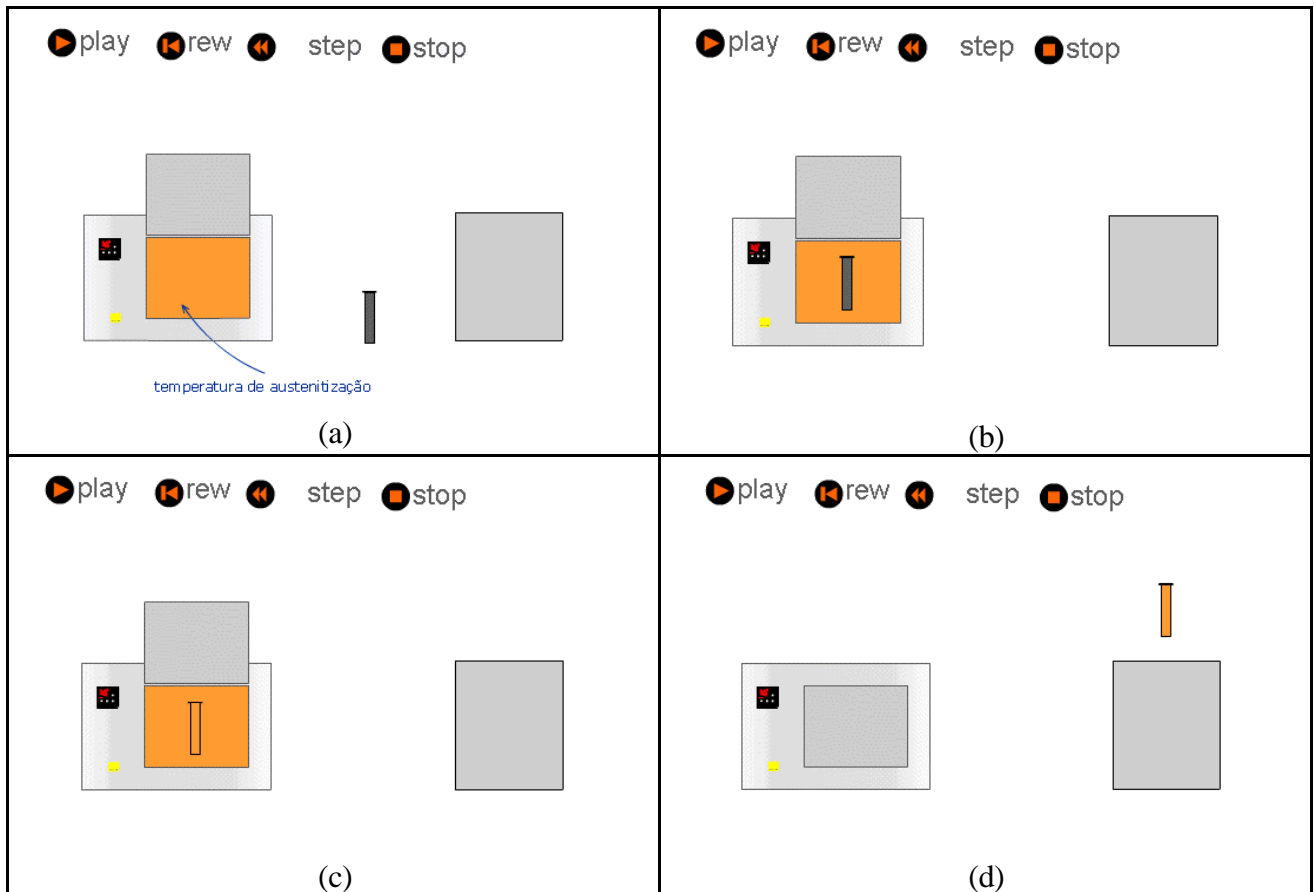 play rew step stop
play rew step stop
temperatura de austenitização
(a)
(b)
play rew step stop
play rew step stop
(c)
(d)